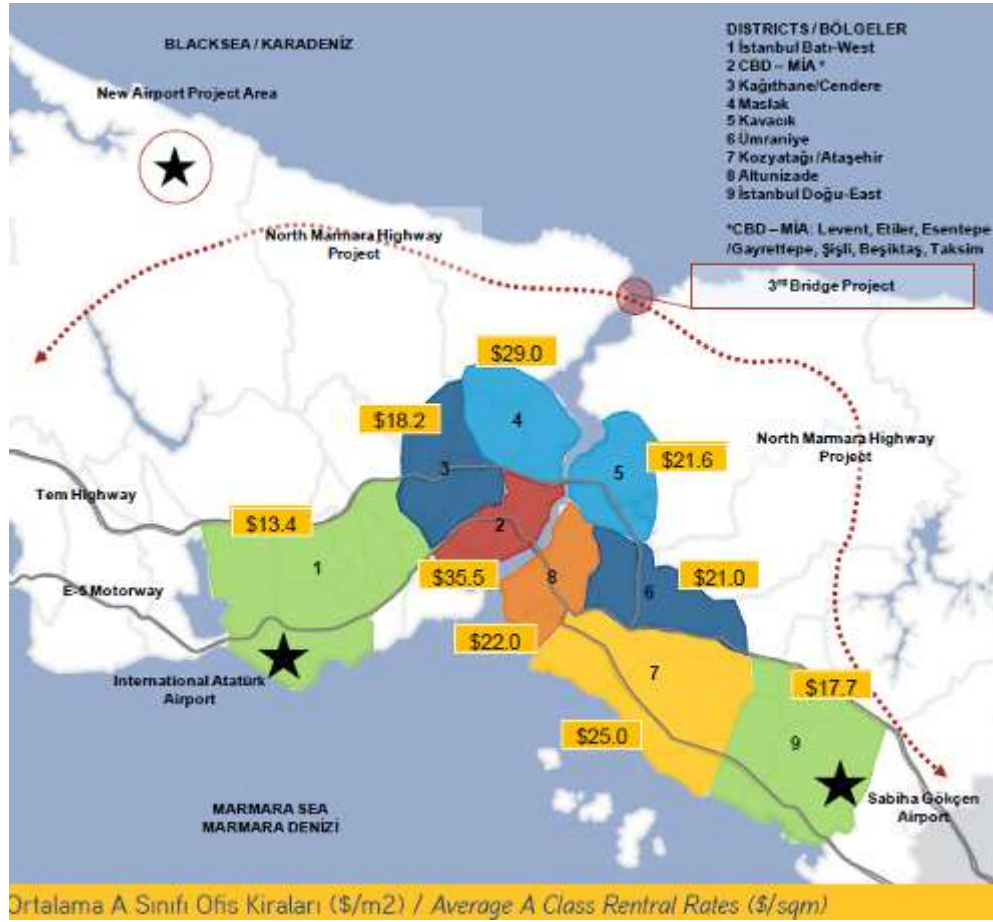 BLACKSEA / KARADENİZ
New Airport Project Area
DISTRICTS / BÖLGELER
1 İstanbul Batı-West
2 CBD – MİA *
3 Kağıthane/Cendere
4 Maslak
5 Kavacık
6 Ümraniye
7 Kozyatağı/Ataşehir
8 Altunizade
9 İstanbul Doğu-East
*CBD – MİA: Levent, Etiler, Esentepe
/Gayrettepe, Şişli, Beşiktaş, Taksim
North Marmara Highway
Project
3rd Bridge Project
$29.0
$18.2
4
North Marmara Highway
Project
$21.6
5
3
Tem Highway
$13.4
2
1
E-5 Motorway
$35.5
8
$21.0
6
$22.0
International Atatürk
Airport
7
$17.7
$25.0
9
MARMARA SEA
MARMARA DENİZİ
Sabiha Gökçen
Airport
Ortalama A Sınıfı Ofis Kiraları ($/m2) / Average A Class Rentral Rates ($/sqm)